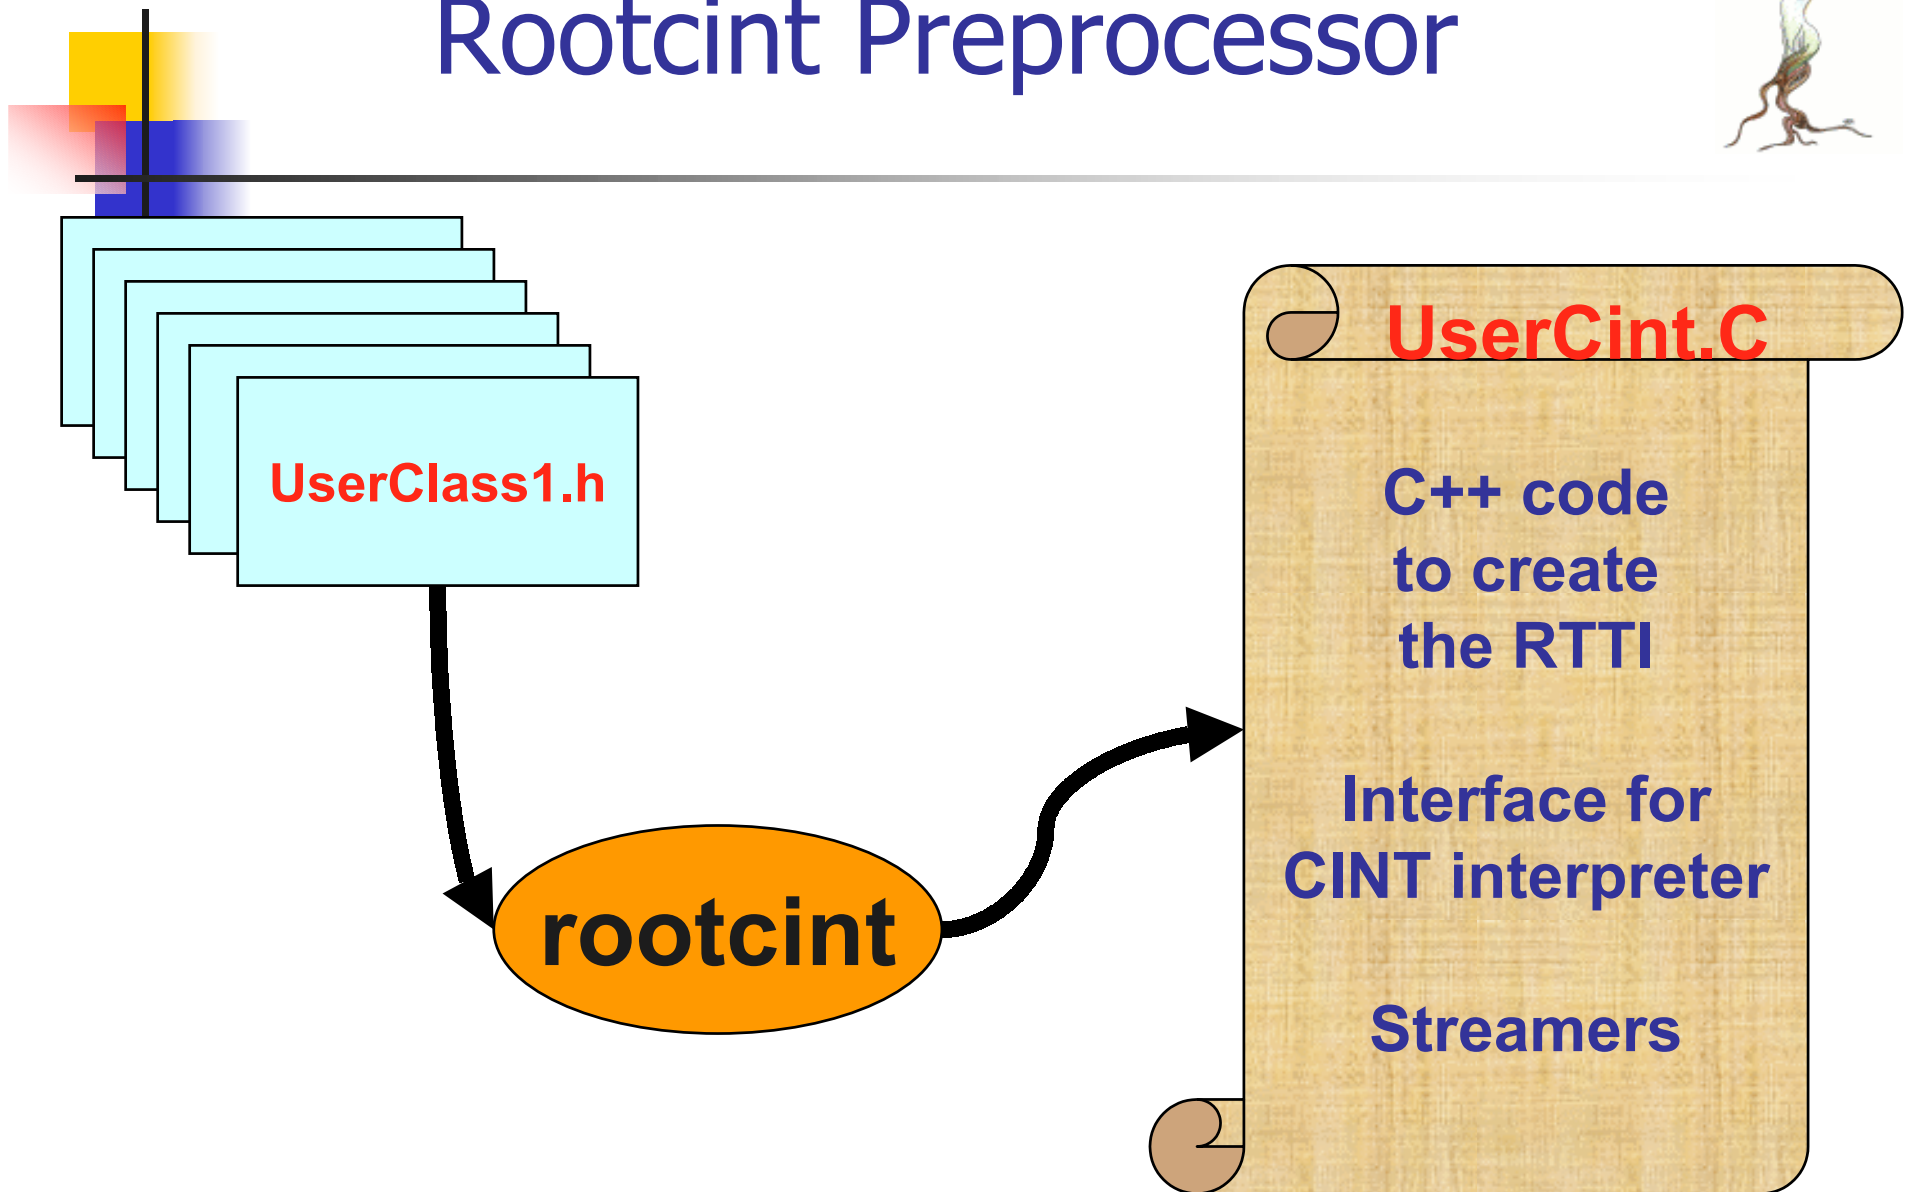 Rootcint Preprocessor
UserClass1.h
rootcint
UserCint.C
C++ code
to create
the RTTI
Interface for
CINT interpreter
Streamers